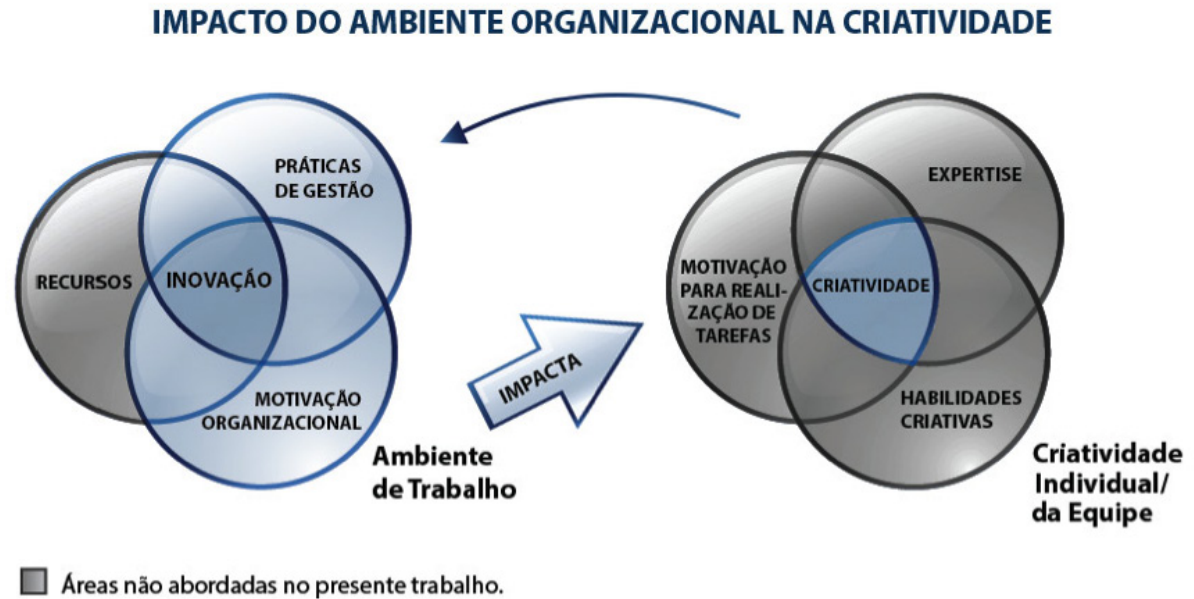 IMPACTO DO AMBIENTE ORGANIZACIONAL NA CRIATIVIDADE
PRÁTICAS
DE GESTÃO
RECURSOS
INOVAÇÃO
MOTIVAÇÃO
ORGANIZACIONAL
Ambiente
de Trabalho
IMPACTA
EXPERTISE
MOTIVAÇÃO
PARA REALI-
ZAÇÃO DE
TAREFAS
CRIATIVIDADE
HABILIDADES
CRIATIVAS
Criatividade
Individual/
da Equipe
Áreas não abordadas no presente trabalho.